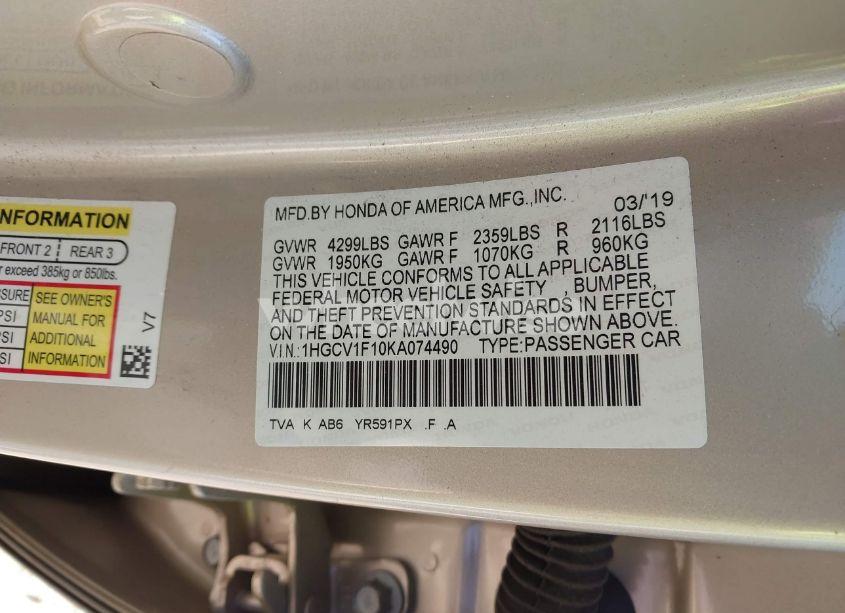 NFORMATION
FRONT 2 REAR 3
exceed 385kg or 850lbs.
SURE
SEE OWNER'S
PSI
MANUAL FOR
PSI
ADDITIONAL
SI
INFORMATION
V7
MFD.BY HONDA OF AMERICA MFG.,INC. 03/'19
GVWR 4299LBS GAWR F 2359LBS R 2116LBS
GVWR 1950KG GAWR F 1070KG R 960KG
THIS VEHICLE CONFORMS TO ALL APPLICABLE
FEDERAL MOTOR VEHICLE SAFETY , BUMPER,
AND THEFT PREVENTION STANDARDS IN EFFECT
ON THE DATE OF MANUFACTURE SHOWN ABOVE.
V.I.N.:1HGCV1F10KA074490 TYPE:PASSENGER CAR
TVA K AB6 YR591PX .F .A